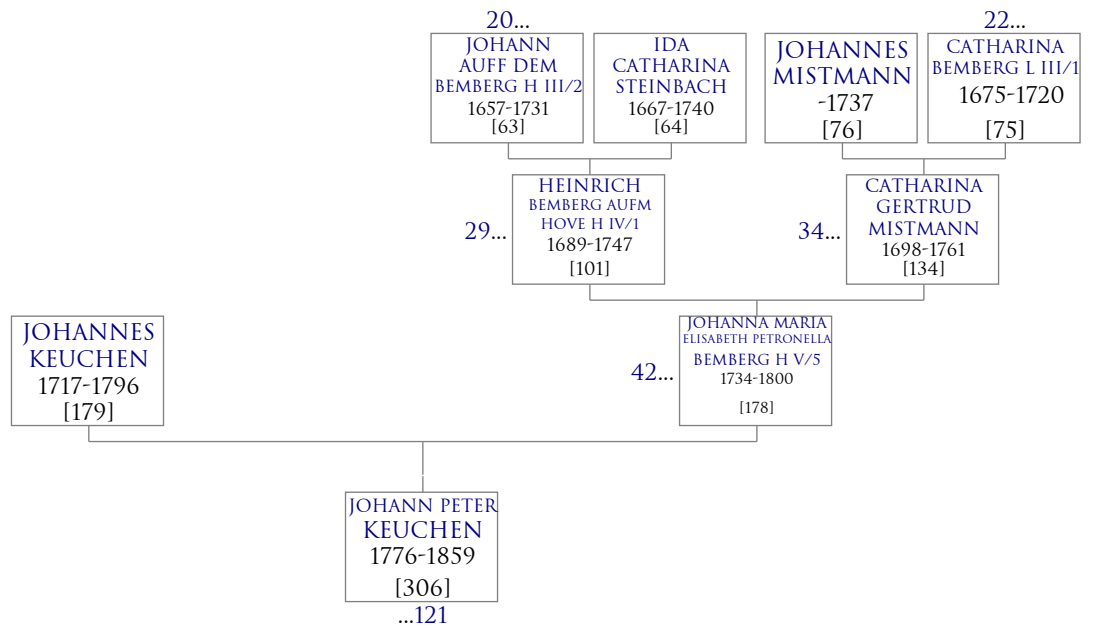 20...
JOHANN
AUFF DEM
BEMBERG H III/2
1657-1731
[63]
IDA
CATHARINA
STEINBACH
1667-1740
[64]
JOHANNES
MISTMANN
-1737
[76]
22...
CATHARINA
BEMBERG L III/1
1675-1720
[75]
29...
HEINRICH
BEMBERG AUFM
HOVE H IV/1
1689-1747
[101]
34...
CATHARINA
GERTRUD
MISTMANN
1698-1761
[134]
JOHANNES
KEUCHEN
1717-1796
[179]
42...
JOHANNA MARIA
ELISABETH PETRONELLA
BEMBERG H V/5
1734-1800
[178]
JOHANN PETER
KEUCHEN
1776-1859
[306]
...121